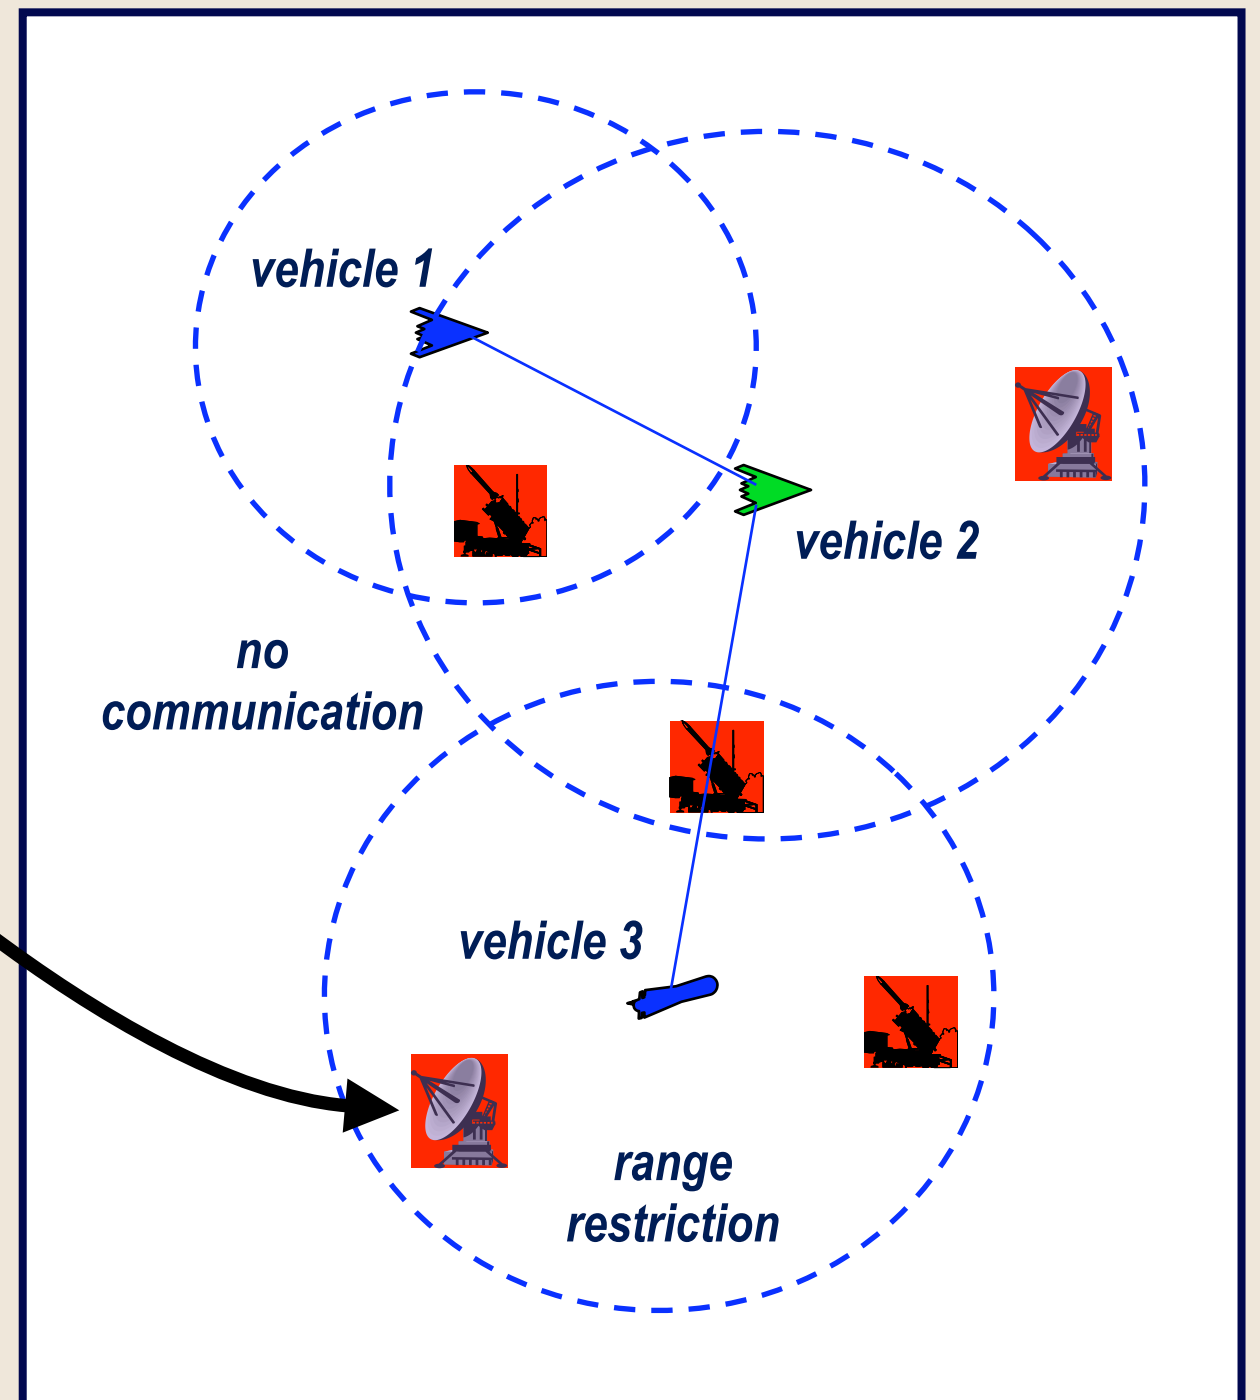 vehicle 1
vehicle 2
no
communication
vehicle 3
range
restriction